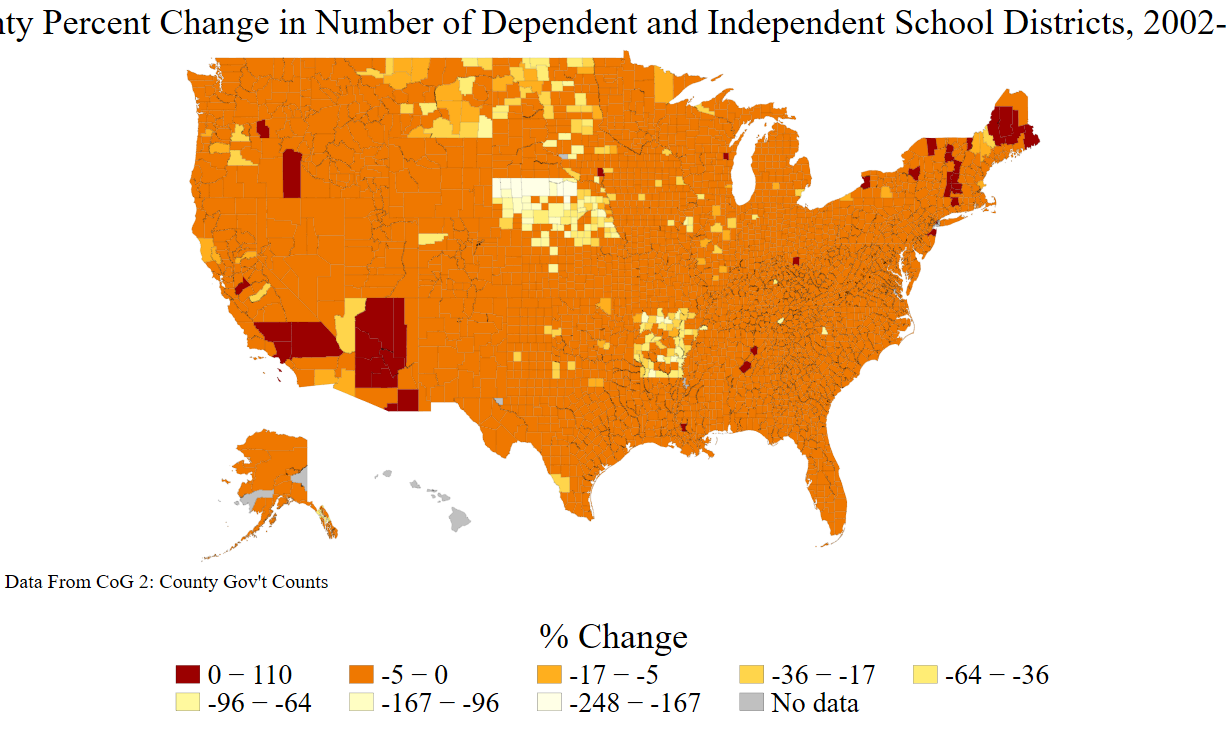 Percent Change in Number of Dependent and Independent School Districts, 2002-
Data From CoG 2: County Gov't Counts
% Change
0 − 110
-5 − 0
-17 − -5
-36 − -17
-64 − -36
-96 − -64
-167 − -96
-248 − -167
No data